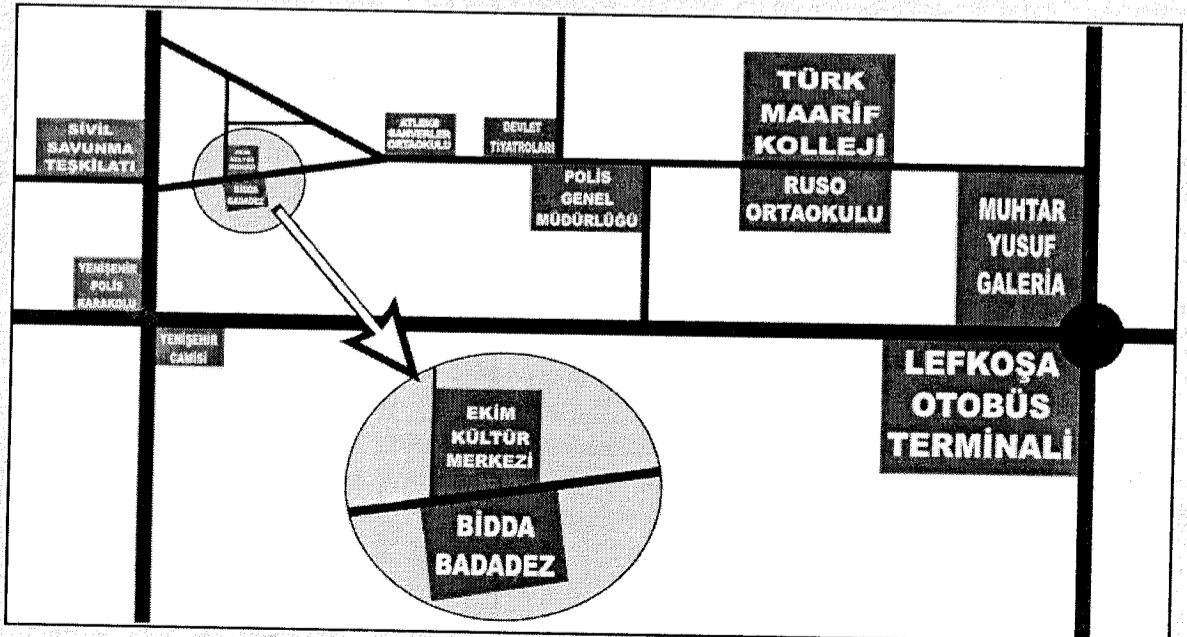 SİVİL
SAVUNMA
TEŞKİLATI
ORTAOKULU
DEVLET
TİYATROLARI
TÜRK
MAARİF
KOLLEJİ
BİDDA
BADADEZ
POLİS
GENEL
MÜDÜRLÜĞÜ
RUSO
ORTAOKULU
MUHTAR
YUSUF
GALERİA
YENİŞEHİR
POLİS
KARAKOLU
YENİŞEHİR
CAMİSİ
LEFKOŞA
OTOBÜS
TERMİNALİ
EKİM
KÜLTÜR
MERKEZİ
BİDDA
BADADEZ